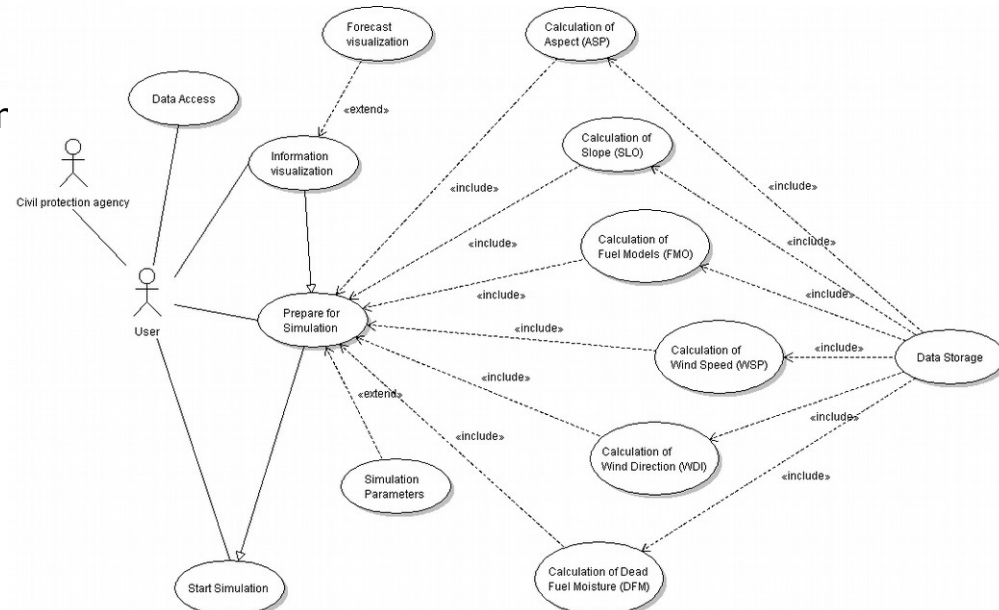 Forecast
visualization
Calculation of
Aspect (ASP)
Data Access
«extend»
Calculation of
Slope (SLO)
Information
visualization
Civil protection agency
«include»
«include»
«include»
«include»
Calculation of
Fuel Models (FMO)
«include»
«include»
Prepare for
Simulation
User
«include»
«include»
Calculation of
Wind Speed (WSP)
Data Storage
«include»
«extend»
«include»
«include»
Calculation of
Wind Direction (WDI)
«include»
Simulation
Parameters
Start Simulation
Calculation of Dead
Fuel Moisture (DFM)